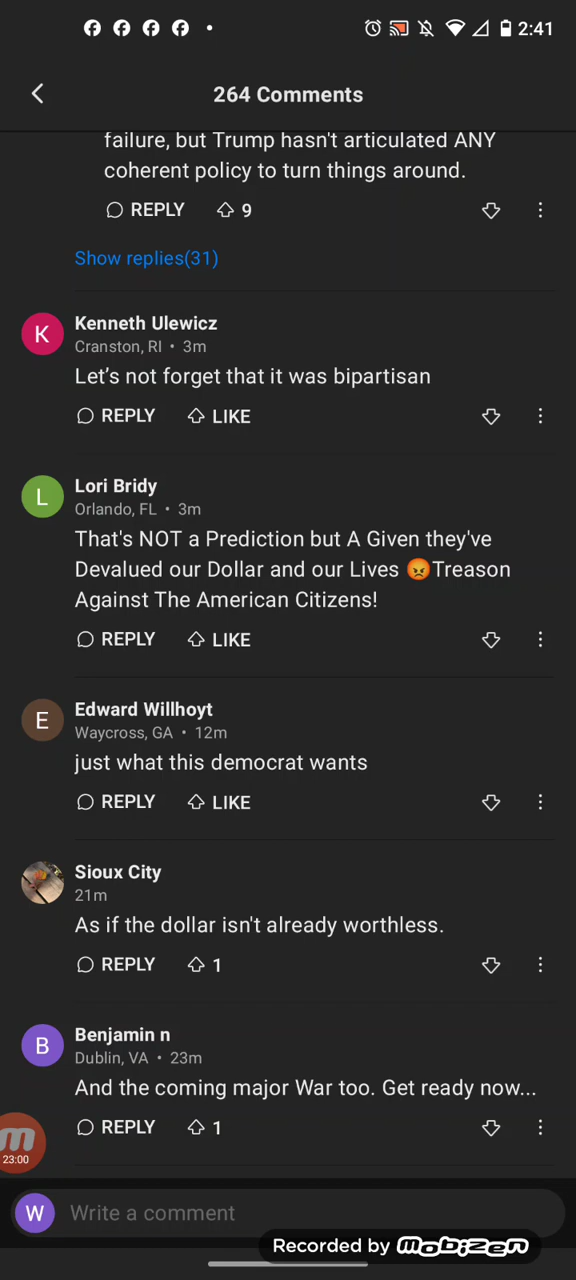 2:41
264 Comments
failure, but Trump hasn't articulated ANY
coherent policy to turn things around.
REPLY 9
Show replies(31)
K
Kenneth Ulewicz
Cranston, RI • 3m
Let’s not forget that it was bipartisan
REPLY LIKE
L
Lori Bridy
Orlando, FL • 3m
That's NOT a Prediction but A Given they've
Devalued our Dollar and our Lives 😡Treason
Against The American Citizens!
REPLY LIKE
E
Edward Willhoyt
Waycross, GA • 12m
just what this democrat wants
REPLY LIKE
Sioux City
21m
As if the dollar isn't already worthless.
REPLY 1
B
Benjamin n
Dublin, VA • 23m
And the coming major War too. Get ready now...
REPLY 1
m
23:00
W
Write a comment
Recorded by mobizen